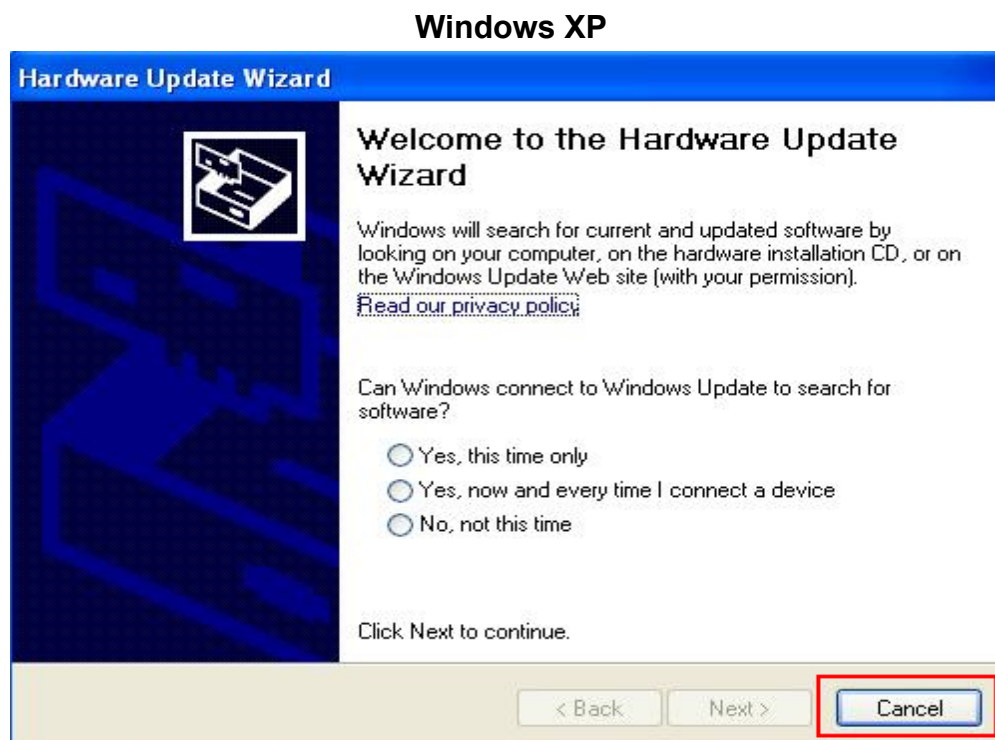 Windows XP
Hardware Update Wizard
Welcome to the Hardware Update
Wizard
Windows will search for current and updated software by
looking on your computer, on the hardware installation CD, or on
the Windows Update Web site (with your permission).
Read our privacy policy
Can Windows connect to Windows Update to search for
software?
Yes, this time only
Yes, now and every time I connect a device
No, not this time
Click Next to continue.
< Back Next > Cancel